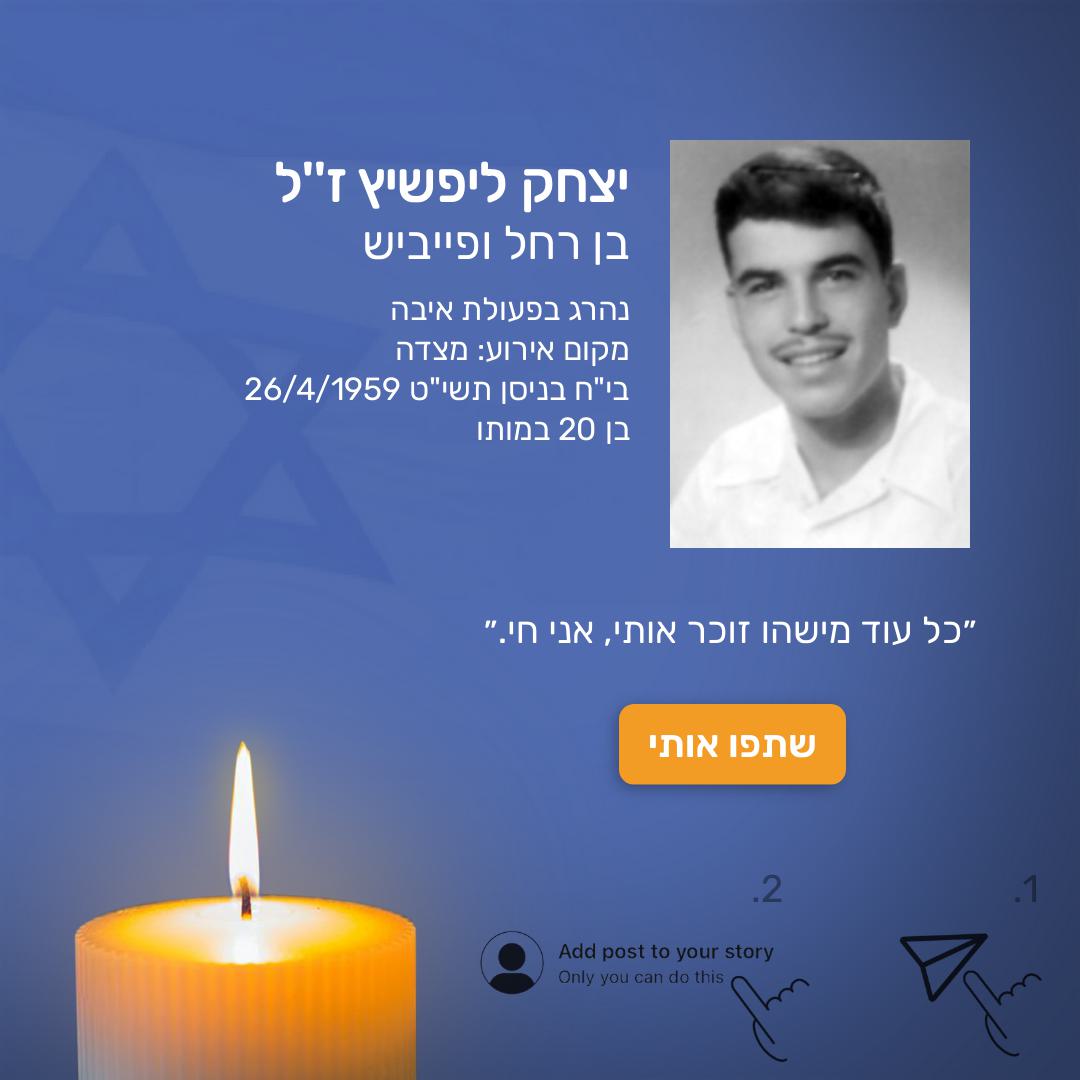 יצחק ליפשיץ ז"ל
בן רחל ופייביש
נהרג בפעולת איבה
מקום אירוע: מצדה
בי"ח בניסן תשי"ט 26/4/1959
בן 20 במותו
״כל עוד מישהו זוכר אותי, אני חי.״
שתפו אותי
1.
2.
Add post to your story
Only you can do this